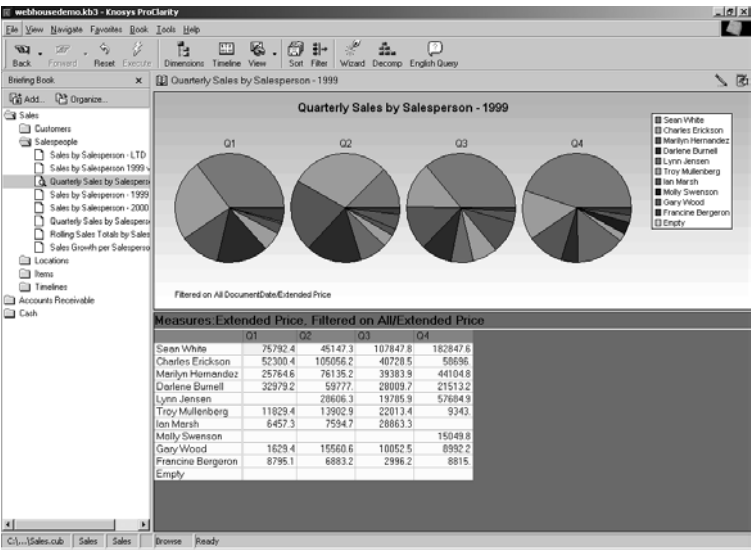 webhousedemo.kb3 - Knosys ProClarity
File View Navigate Favorites Book Tools Help
Back Forward Reset Execute Dimensions Timeline View Sort Filter Wizard Decomp English Query
Briefing Book
Quarterly Sales by Salesperson - 1999
Add... Organize...
Sales
Customers
Salespeople
Sales by Salesperson - LTD
Sales by Salesperson 1999 v
Quarterly Sales by Salesperso
Sales by Salesperson - 1999
Sales by Salesperson - 2000
Quarterly Sales by Salesperso
Rolling Sales Totals by Sales
Sales Growth per Salesperso
Locations
Items
Timelines
Accounts Receivable
Cash
Quarterly Sales by Salesperson - 1999
Q1 Q2 Q3 Q4
Sean White
Charles Erickson
Marilyn Hernandez
Darlene Burnell
Lynn Jensen
Troy Mullenberg
Ian Marsh
Molly Swenson
Gary Wood
Francine Bergeron
Empty
Filtered on All DocumentDate/Extended Price
Measures:Extended Price, Filtered on All/Extended Price
Q1 Q2 Q3 Q4
Sean White 75792.4 45147.3 107847.8 182847.6
Charles Erickson 52300.4 105056.2 40728.5 58696.
Marilyn Hernandez 25764.6 76135.2 39383.9 44104.8
Darlene Burnell 32979.2 59777. 28009.7 21513.2
Lynn Jensen 28606.3 19785.9 57684.9
Troy Mullenberg 11829.4 13902.9 22013.4 9343.
Ian Marsh 6457.3 7594.7 28863.3
Molly Swenson 15049.8
Gary Wood 1629.4 15560.6 10052.5 8992.2
Francine Bergeron 8795.1 6883.2 2996.2 8815.
Empty
C:\...\Sales.cub Sales Sales Browse Ready